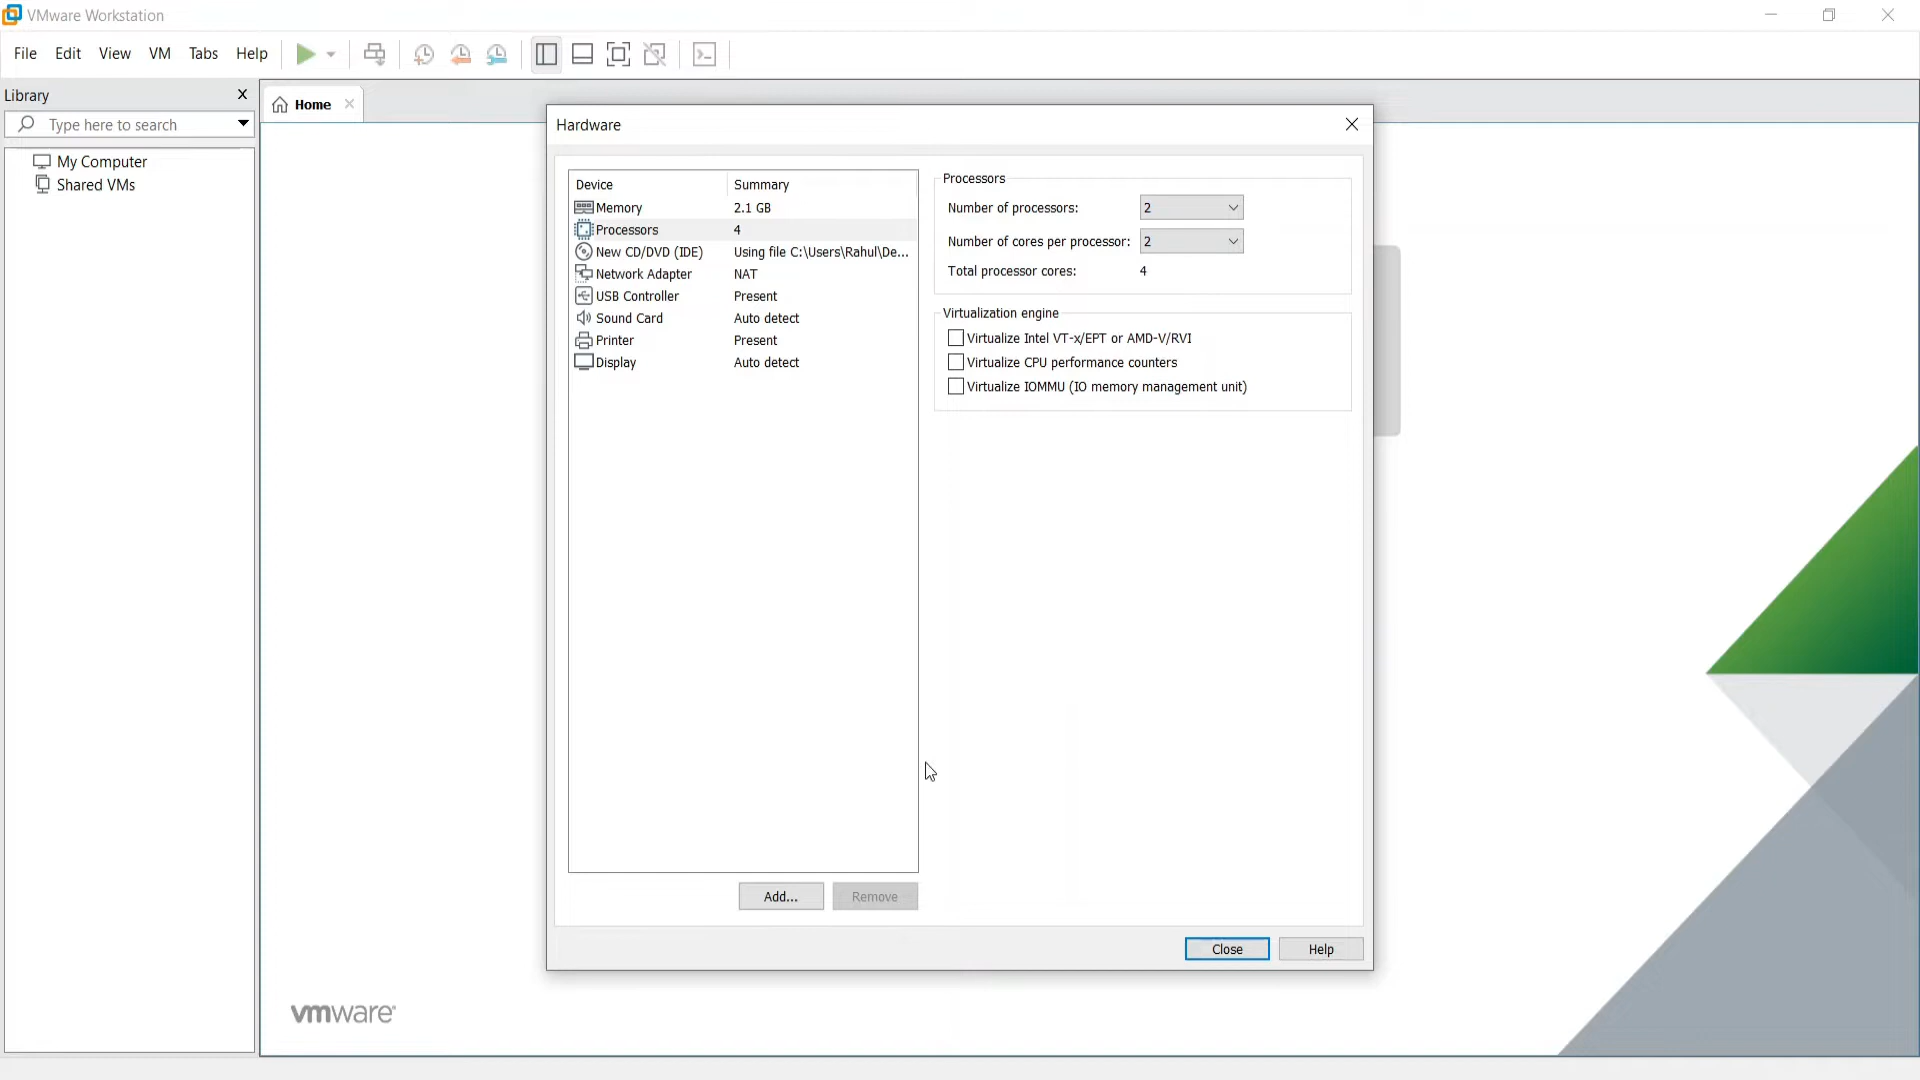 VMware Workstation
File Edit View VM Tabs Help
Library
Type here to search
My Computer
Shared VMs
Home
Hardware
Device Summary
Memory 2.1 GB
Processors 4
New CD/DVD (IDE) Using file C:\Users\Rahul\De...
Network Adapter NAT
USB Controller Present
Sound Card Auto detect
Printer Present
Display Auto detect
Add... Remove
Processors
Number of processors: 2
Number of cores per processor: 2
Total processor cores: 4
Virtualization engine
Virtualize Intel VT-x/EPT or AMD-V/RVI
Virtualize CPU performance counters
Virtualize IOMMU (IO memory management unit)
Close Help
vmware